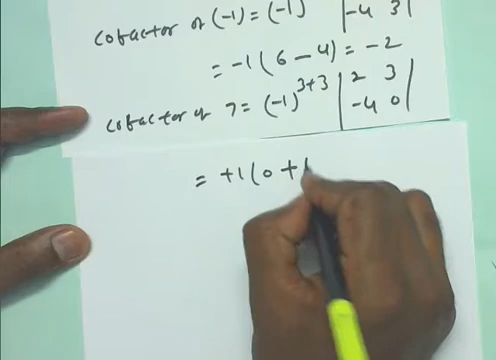 cofactor of (-1) = (-1) |-4 3|
= -1(6-4) = -2
cofactor of 7 = (-1)^{3+3} |2 3|
|-4 0|
= +1(0+1